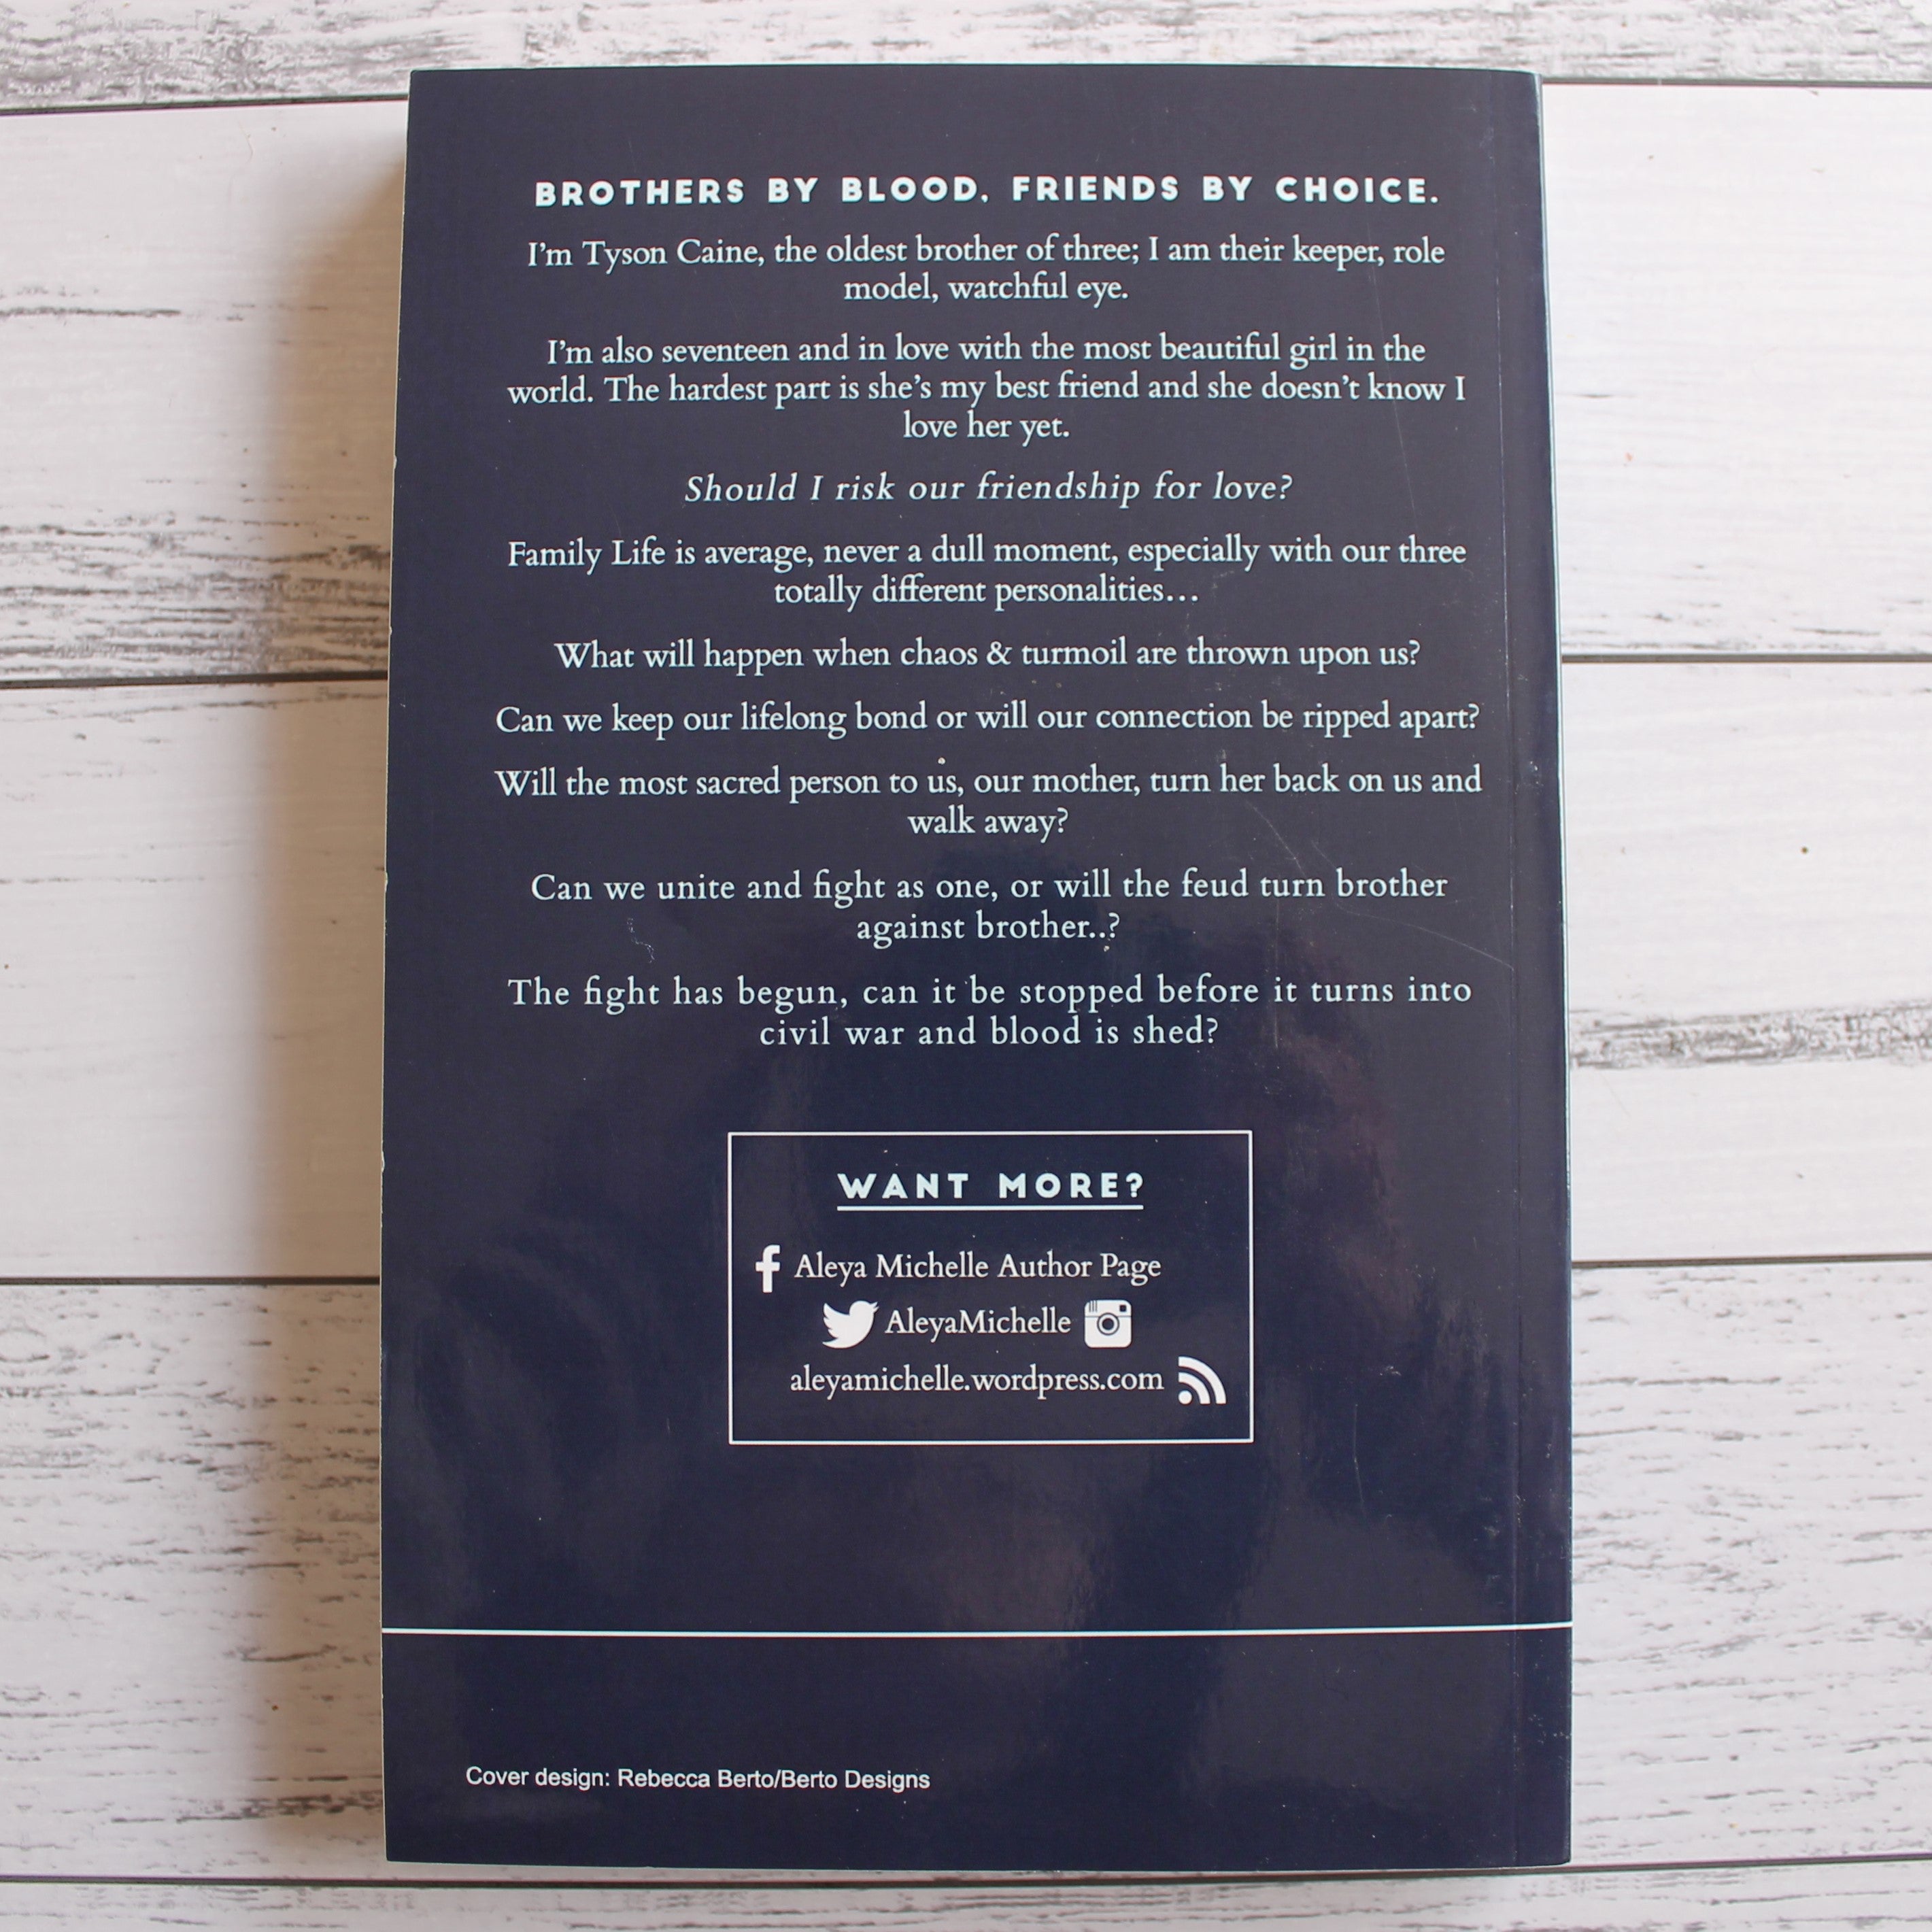 BROTHERS BY BLOOD, FRIENDS BY CHOICE.
I'm Tyson Caine, the oldest brother of three; I am their keeper, role
model, watchful eye.
I'm also seventeen and in love with the most beautiful girl in the
world. The hardest part is she's my best friend and she doesn't know I
love her yet.
Should I risk our friendship for love?
Family Life is average, never a dull moment, especially with our three
totally different personalities…
What will happen when chaos & turmoil are thrown upon us?
Can we keep our lifelong bond or will our connection be ripped apart?
Will the most sacred person to us, our mother, turn her back on us and
walk away?
Can we unite and fight as one, or will the feud turn brother
against brother..?
The fight has begun, can it be stopped before it turns into
civil war and blood is shed?
WANT MORE?
Aleya Michelle Author Page
AleyaMichelle
aleyamichelle.wordpress.com
Cover design: Rebecca Berto/Berto Designs